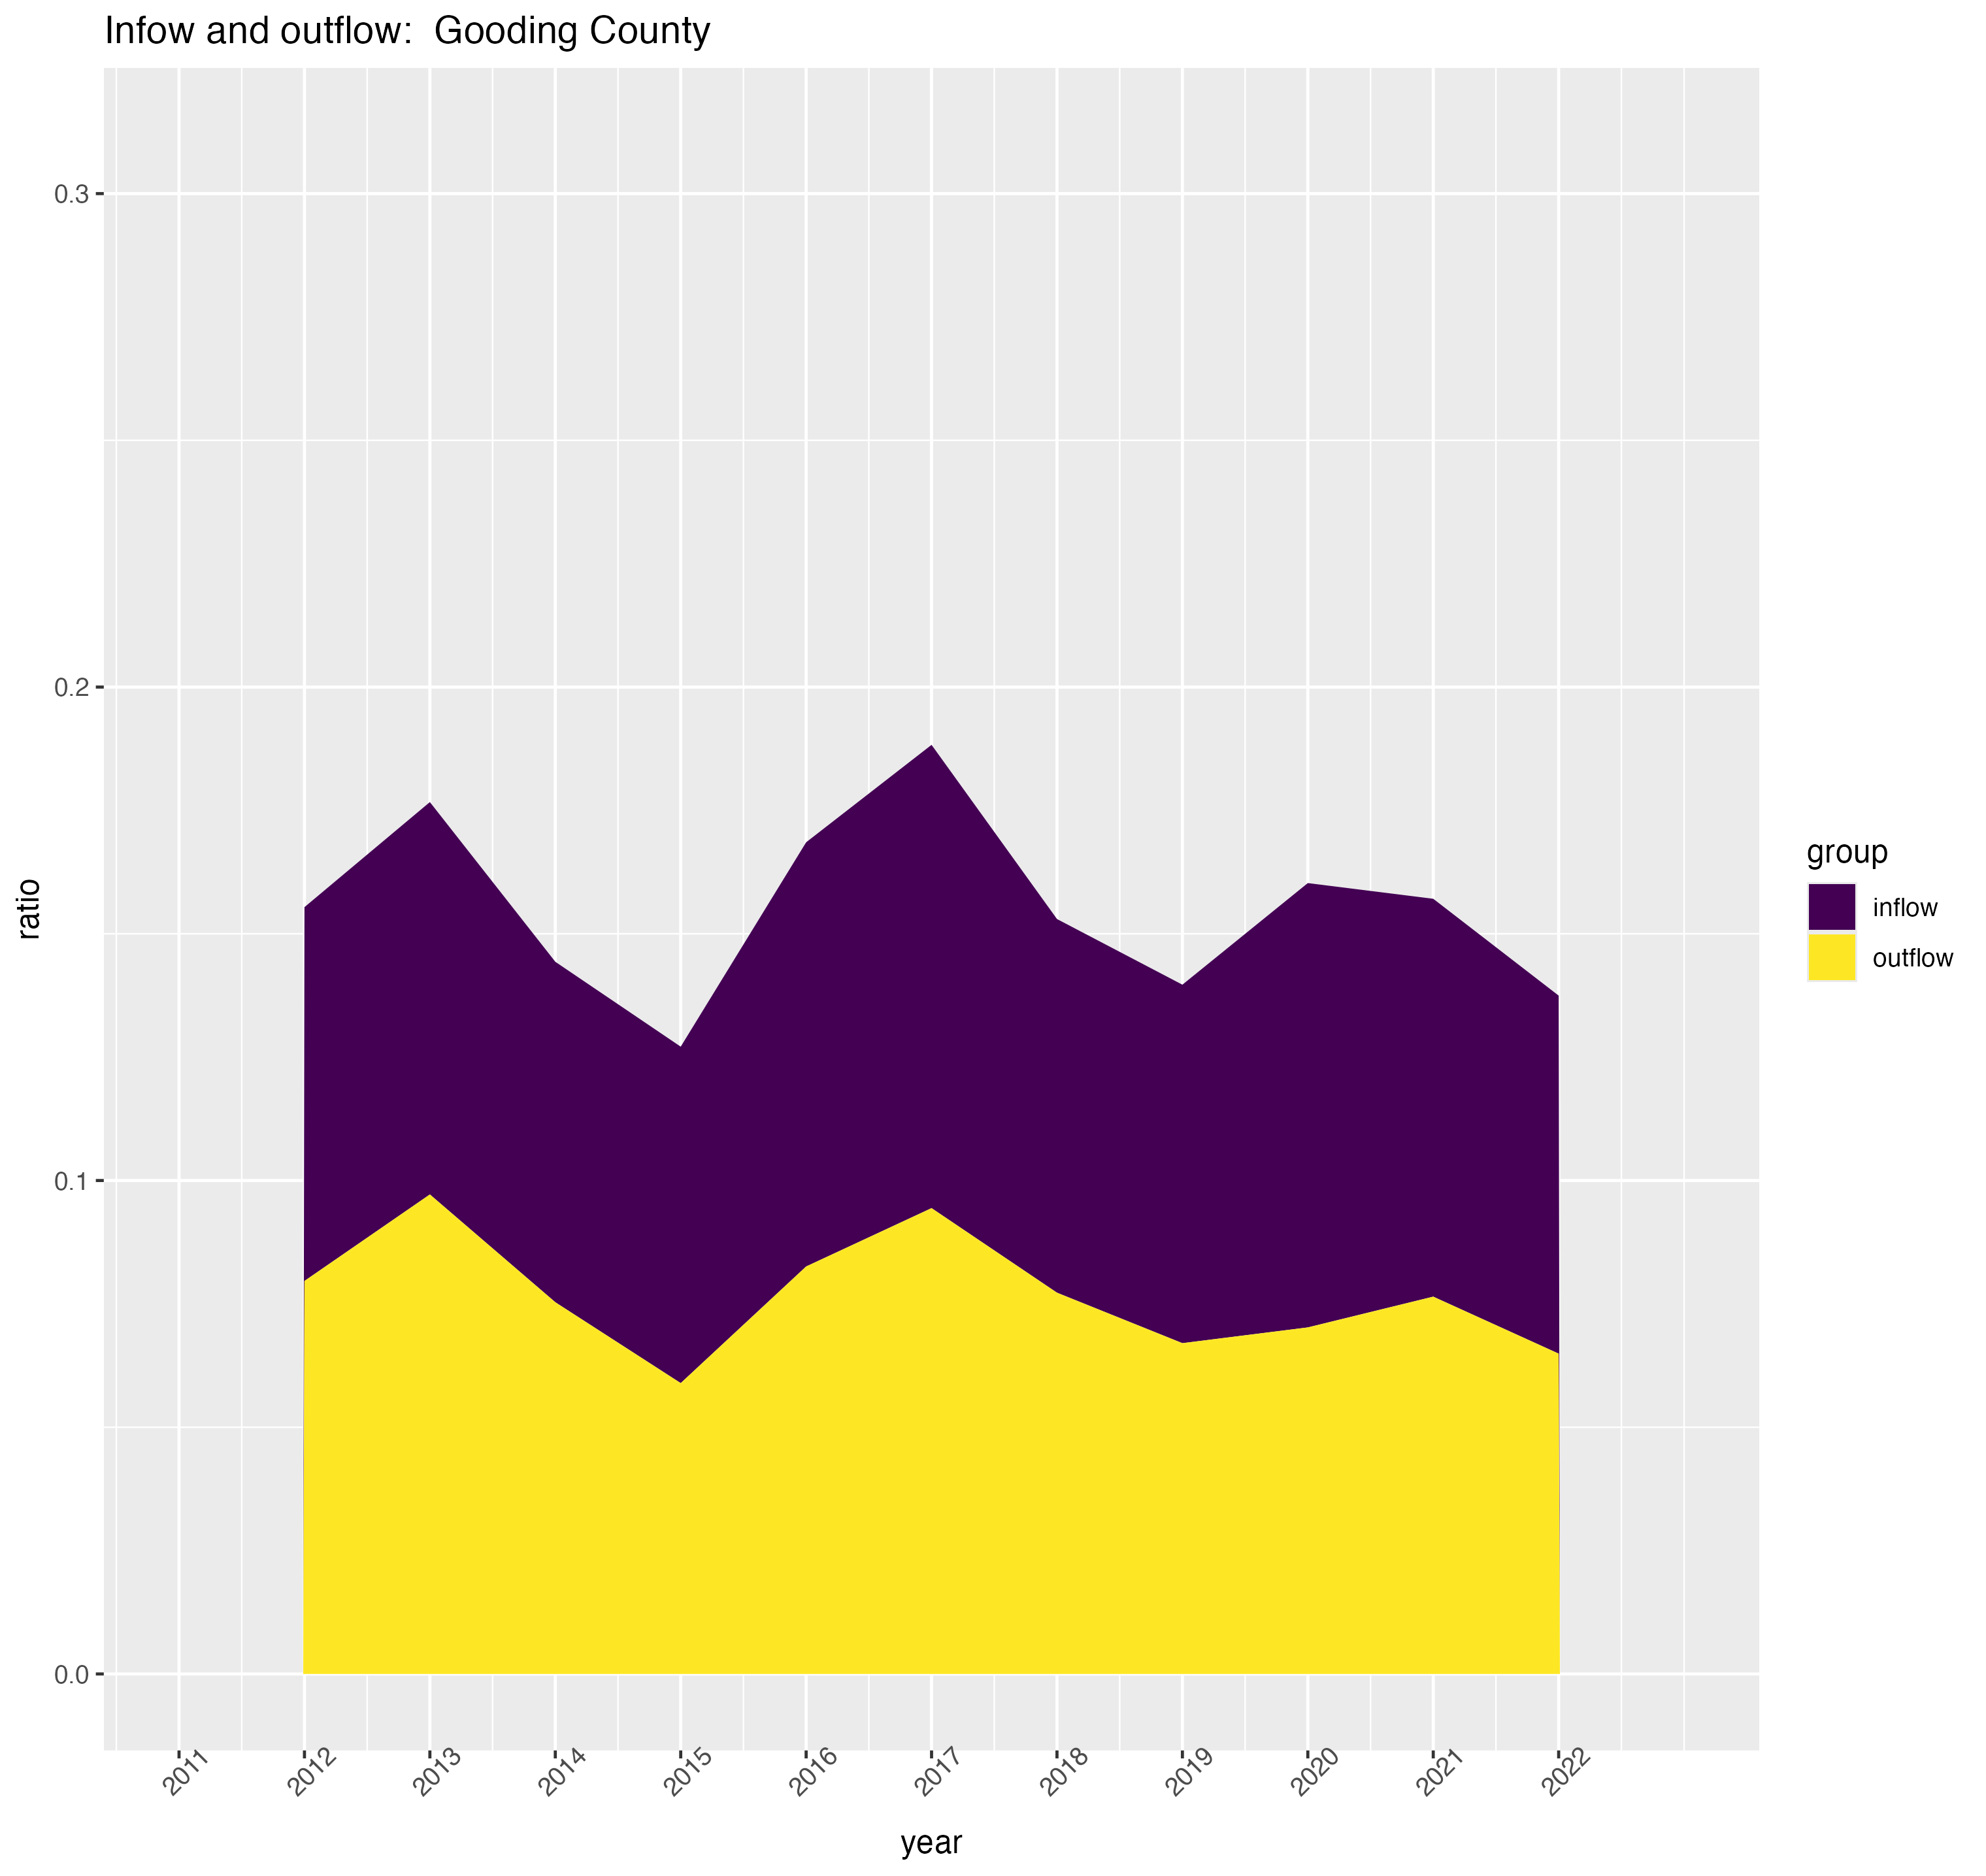 Infow and outflow:  Gooding County
0.3
0.2
0.1
0.0
ratio
2011 2012 2013 2014 2015 2016 2017 2018 2019 2020 2021 2022
year
group
inflow
outflow